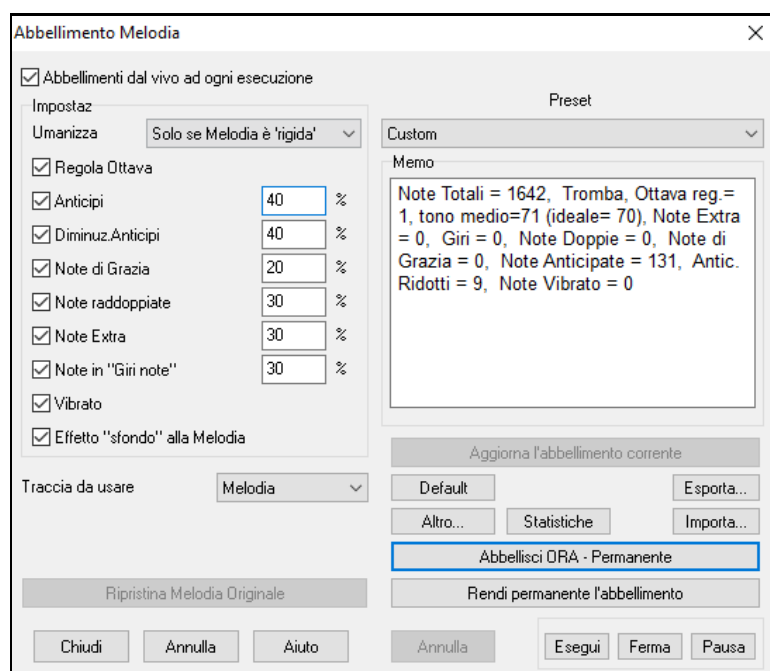 Abbellimento Melodia
Abbellimenti dal vivo ad ogni esecuzione
Impostaz
Umanizza Solo se Melodia è 'rigida'
Regola Ottava
Anticipi 40 %
Diminuz.Anticipi 40 %
Note di Grazia 20 %
Note raddoppiate 30 %
Note Extra 30 %
Note in "Giri note" 30 %
Vibrato
Effetto "sfondo" alla Melodia
Traccia da usare Melodia
Ripristina Melodia Originale
Chiudi Annulla Aiuto
Preset
Custom
Memo
Note Totali = 1642, Tromba, Ottava reg.=
1, tono medio=71 (ideale= 70), Note Extra
= 0, Giri = 0, Note Doppie = 0, Note di
Grazia = 0, Note Anticipate = 131, Antic.
Ridotti = 9, Note Vibrato = 0
Aggiorna l'abbellimento corrente
Default Esporta...
Altro... Statistiche Importa...
Abbellisci ORA - Permanente
Rendi permanente l'abbellimento
Annulla Esegui Ferma Pausa